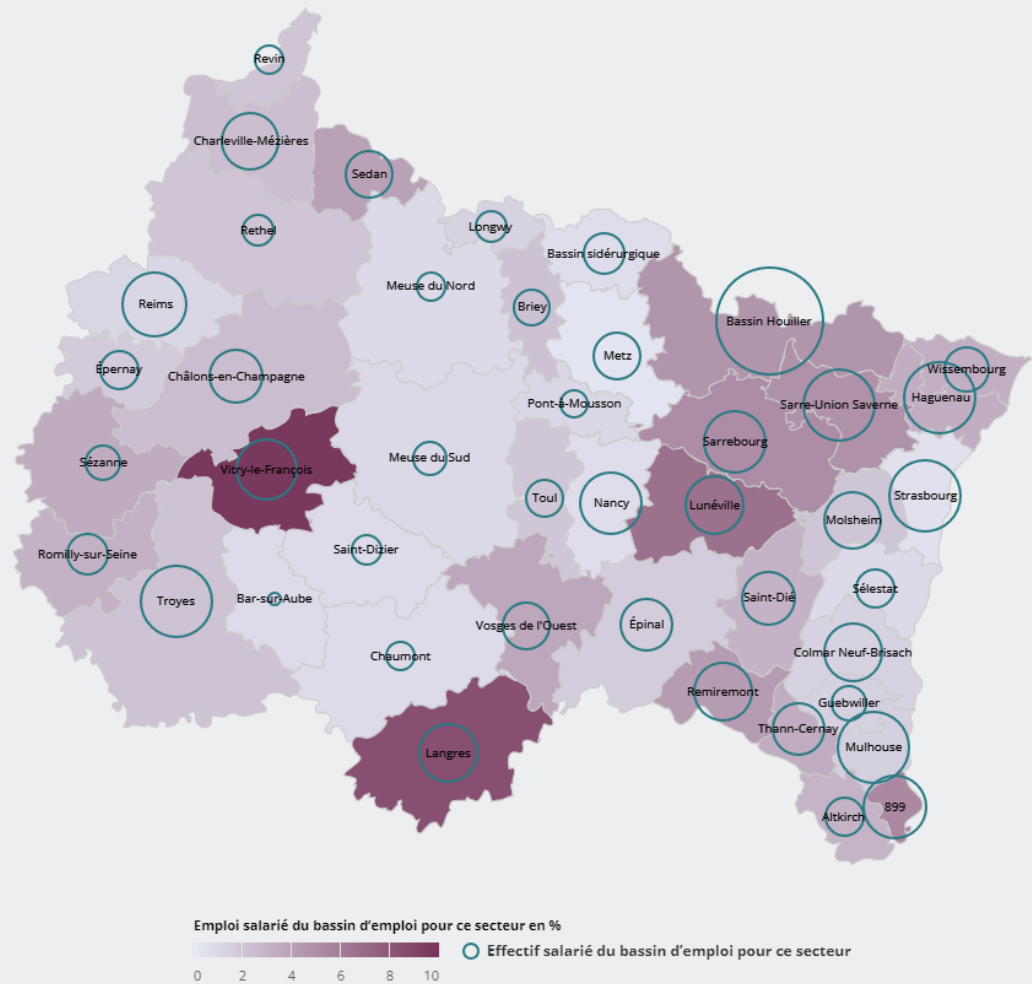 Revin
Charleville-Mézières
Sedan
Longwy
Rethel
Bassin sidérurgique
Meuse du Nord
Reims
Briey
Bassin Houiller
Metz
Épernay
Châlons-en-Champagne
Wissembourg
Haguenau
Pont-à-Mousson
Sarre-Union Saverne
Sarrebourg
Meuse du Sud
Sézanne
Vitry-le-François
Strasbourg
Toul
Nancy
Lunéville
Molsheim
Saint-Dizier
Romilly-sur-Seine
Sélestat
Bar-sur-Aube
Troyes
Saint-Dié
Vosges de l'Ouest
Épinal
Colmar Neuf-Brisach
Chaumont
Remiremont
Guebwiller
Thann-Cernay
Mulhouse
Langres
899
Altkirch
Emploi salarié du bassin d'emploi pour ce secteur en %
Effectif salarié du bassin d'emploi pour ce secteur
0 2 4 6 8 10